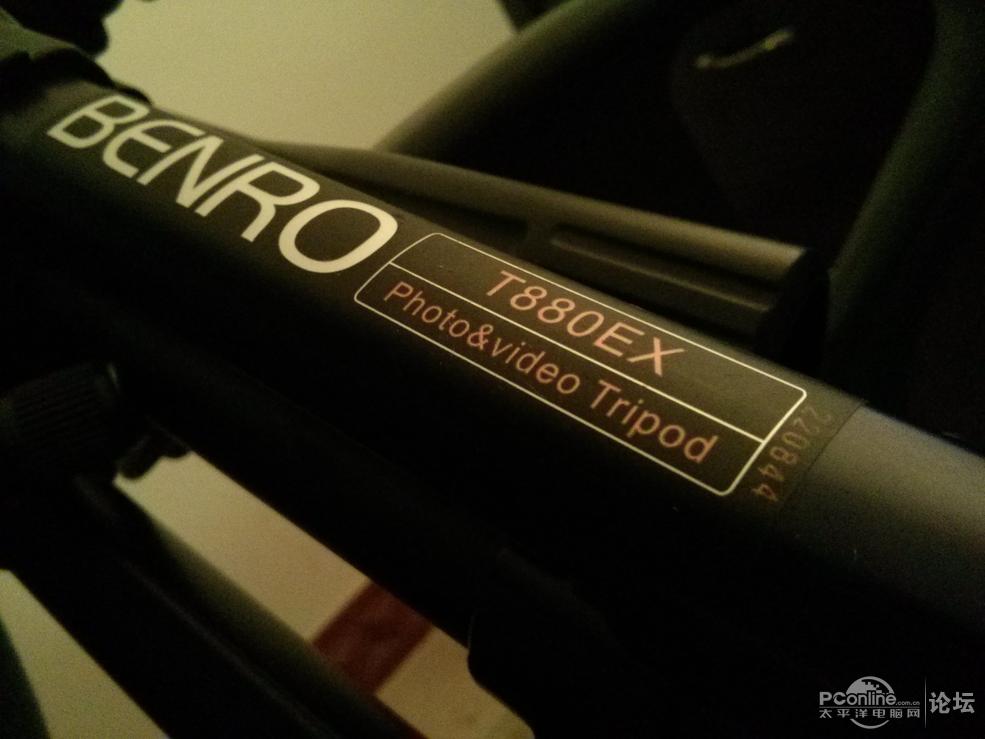 BENRO
T880EX
Photo&video Tripod
220844
PConline.com.cn
太平洋电脑网
论坛